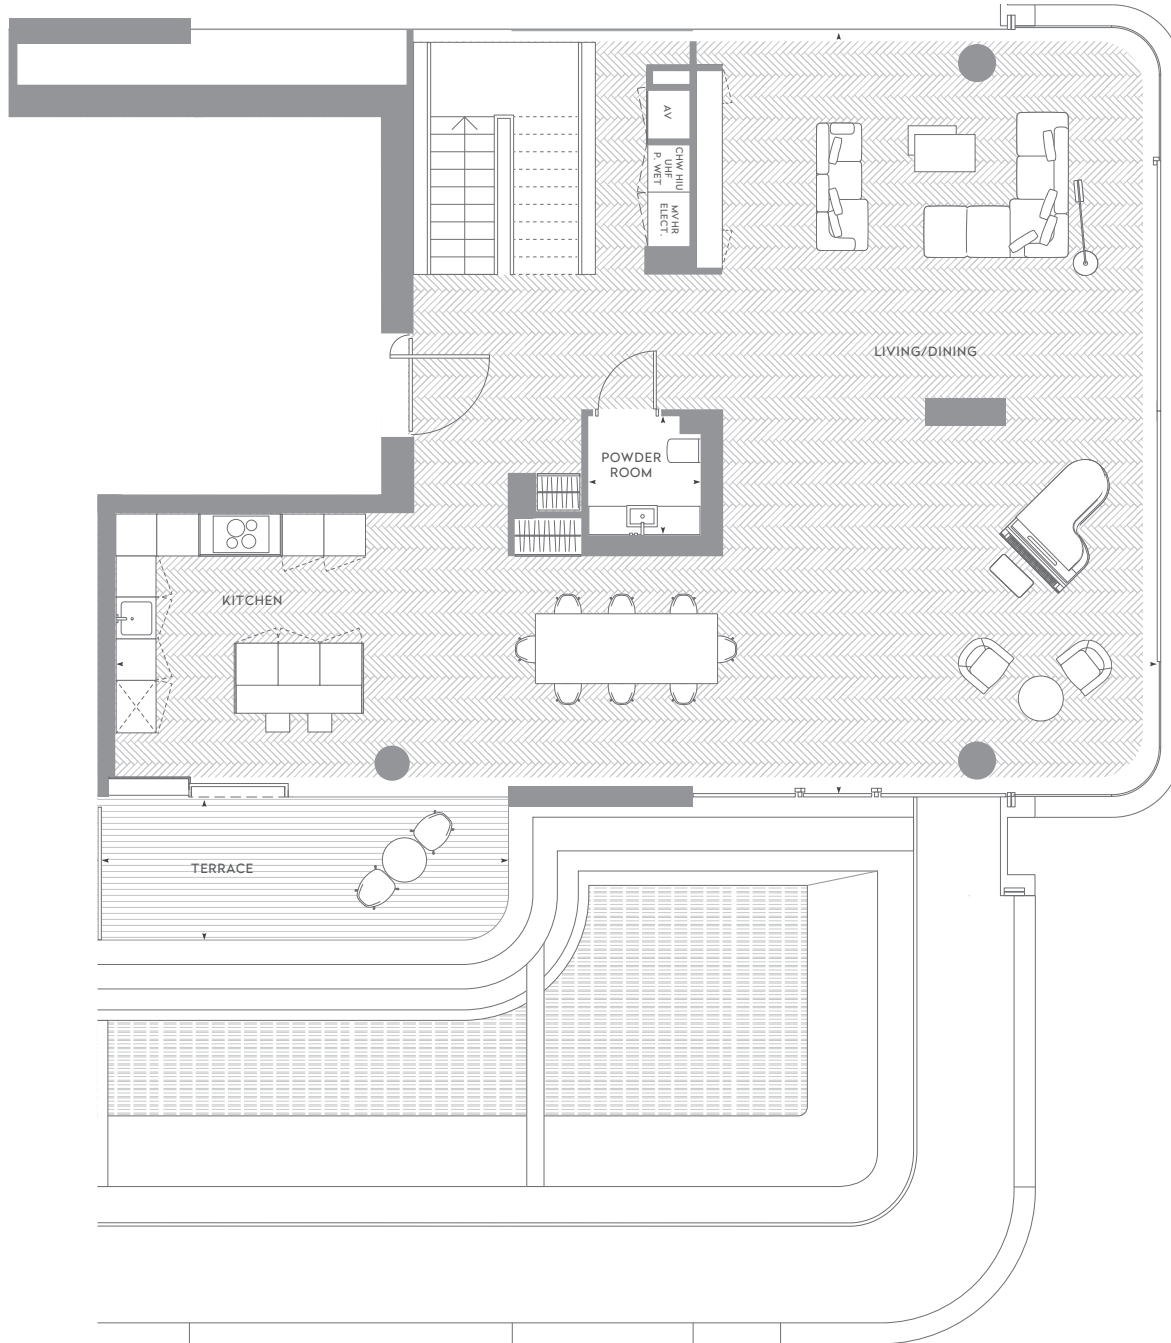 AV
CHW HIU
UHF
P. WET
MVHR
ELECT.
LIVING/DINING
POWDER
ROOM
KITCHEN
TERRACE